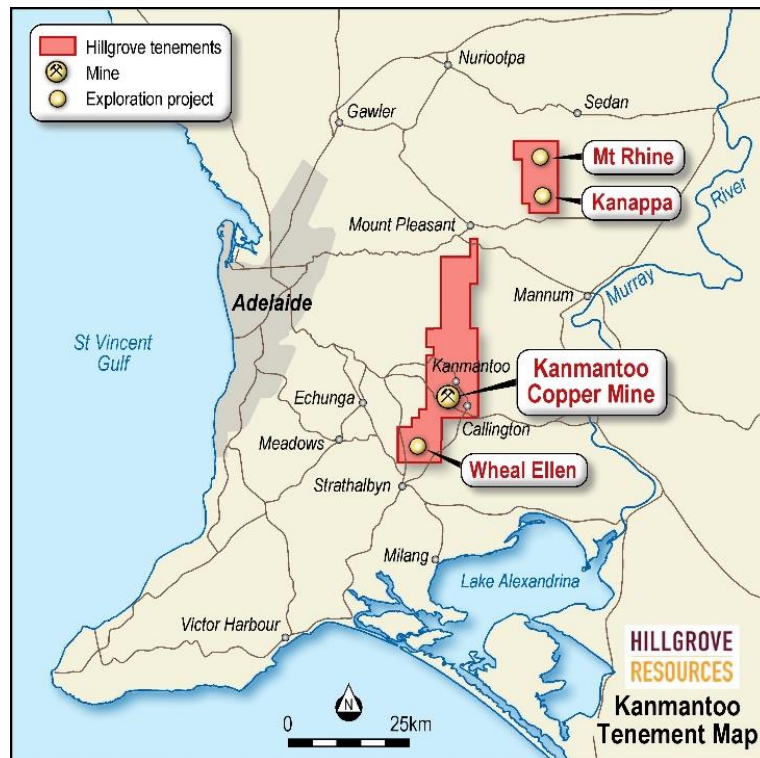 Hillgrove tenements
Mine
Exploration project
Nuriootpa
Sedan
Gawler
Mt Rhine
Kanappa
River
Mount Pleasant
Murray
Mannum
Adelaide
St Vincent
Gulf
Kanmantoo
Kanmantoo
Copper Mine
Echunga
Callington
Meadows
Wheal Ellen
Strathalbyn
Milang
Lake Alexandrina
Victor Harbour
HILLGROVE
RESOURCES
N
Kanmantoo
Tenement Map
0 25km